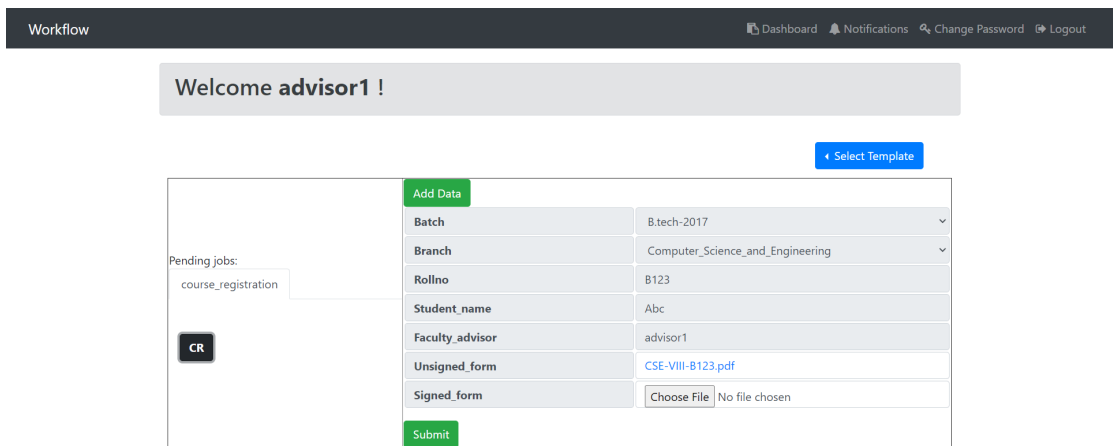 Workflow Dashboard Notifications Change Password Logout
Welcome advisor1 !
Select Template
Pending jobs:
course_registration
CR
Add Data
Batch B.tech-2017
Branch Computer_Science_and_Engineering
Rollno B123
Student_name Abc
Faculty_advisor advisor1
Unsigned_form CSE-VIII-B123.pdf
Signed_form Choose File No file chosen
Submit